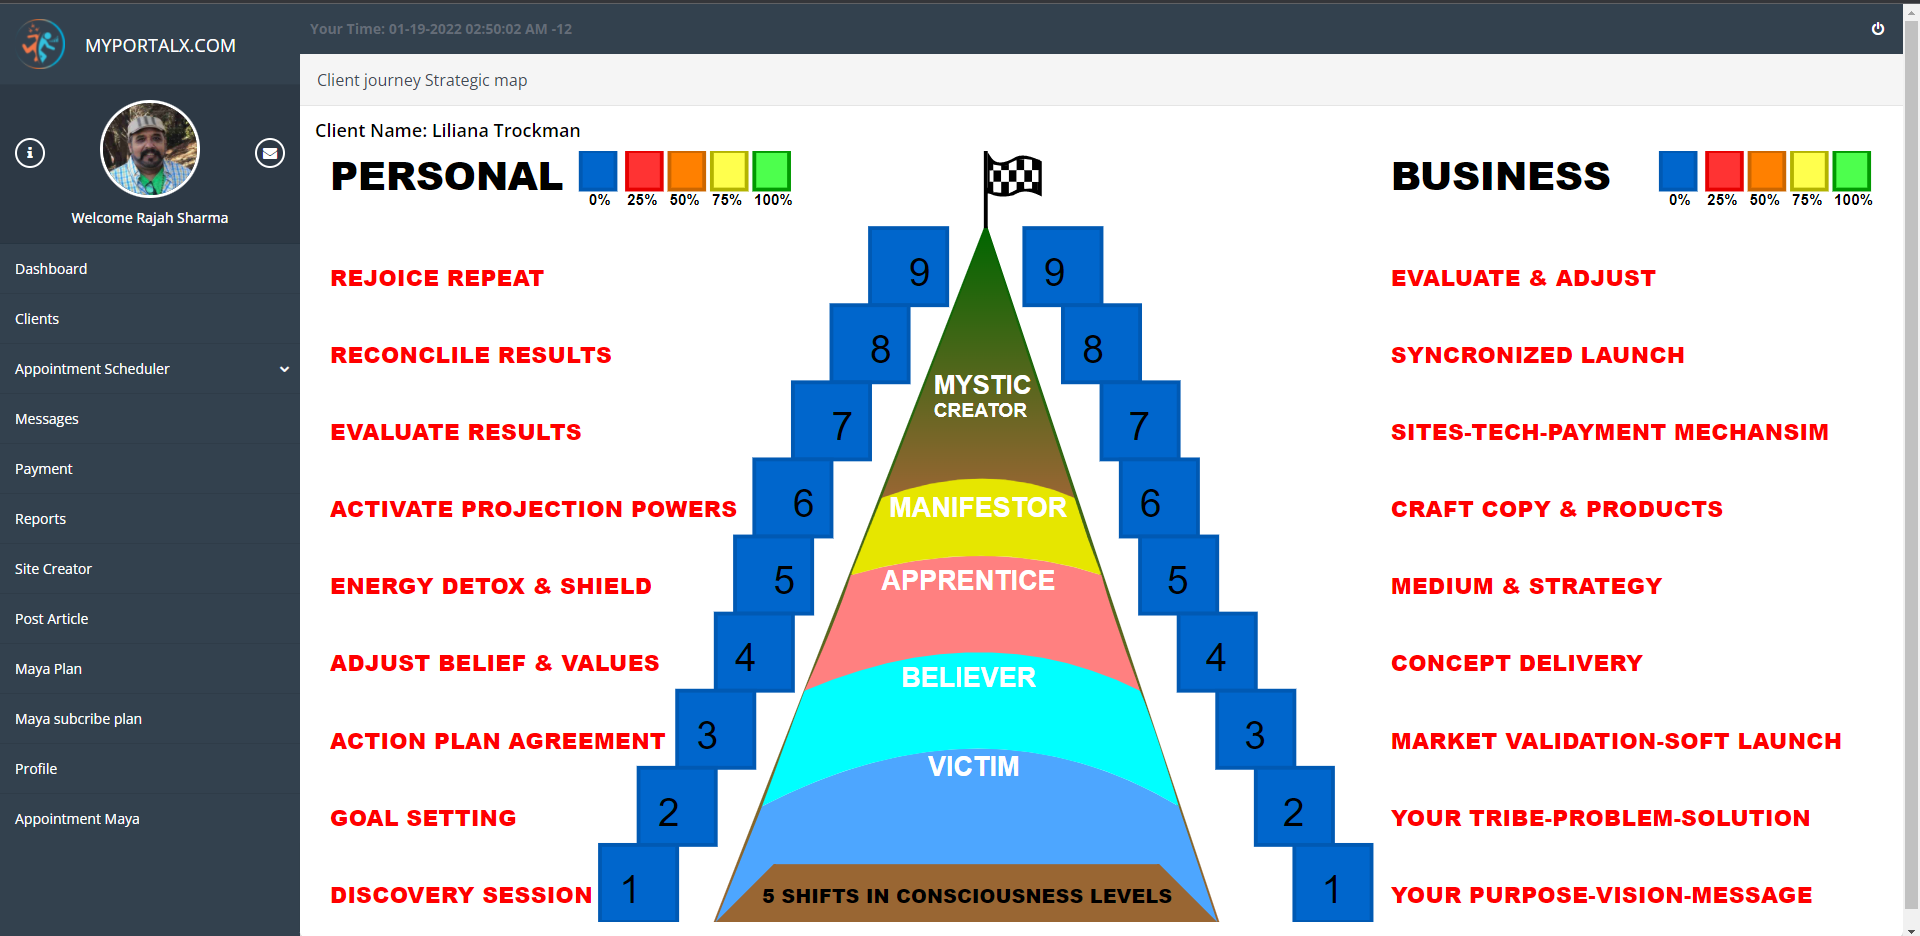 MYPORTALX.COM
Your Time: 01-19-2022 02:50:02 AM -12
Welcome Rajah Sharma
Dashboard
Clients
Appointment Scheduler
Messages
Payment
Reports
Site Creator
Post Article
Maya Plan
Maya subcribe plan
Profile
Appointment Maya
Client journey Strategic map
Client Name: Liliana Trockman
PERSONAL
0% 25% 50% 75% 100%
BUSINESS
0% 25% 50% 75% 100%
REJOICE REPEAT 9 9 EVALUATE & ADJUST
RECONCLILE RESULTS 8 8 SYNCRONIZED LAUNCH
MYSTIC
CREATOR
EVALUATE RESULTS 7 7 SITES-TECH-PAYMENT MECHANSIM
ACTIVATE PROJECTION POWERS 6 MANIFESTOR 6 CRAFT COPY & PRODUCTS
ENERGY DETOX & SHIELD 5 APPRENTICE 5 MEDIUM & STRATEGY
ADJUST BELIEF & VALUES 4 BELIEVER 4 CONCEPT DELIVERY
ACTION PLAN AGREEMENT 3 VICTIM 3 MARKET VALIDATION-SOFT LAUNCH
GOAL SETTING 2 2 YOUR TRIBE-PROBLEM-SOLUTION
DISCOVERY SESSION 1 5 SHIFTS IN CONSCIOUSNESS LEVELS 1 YOUR PURPOSE-VISION-MESSAGE